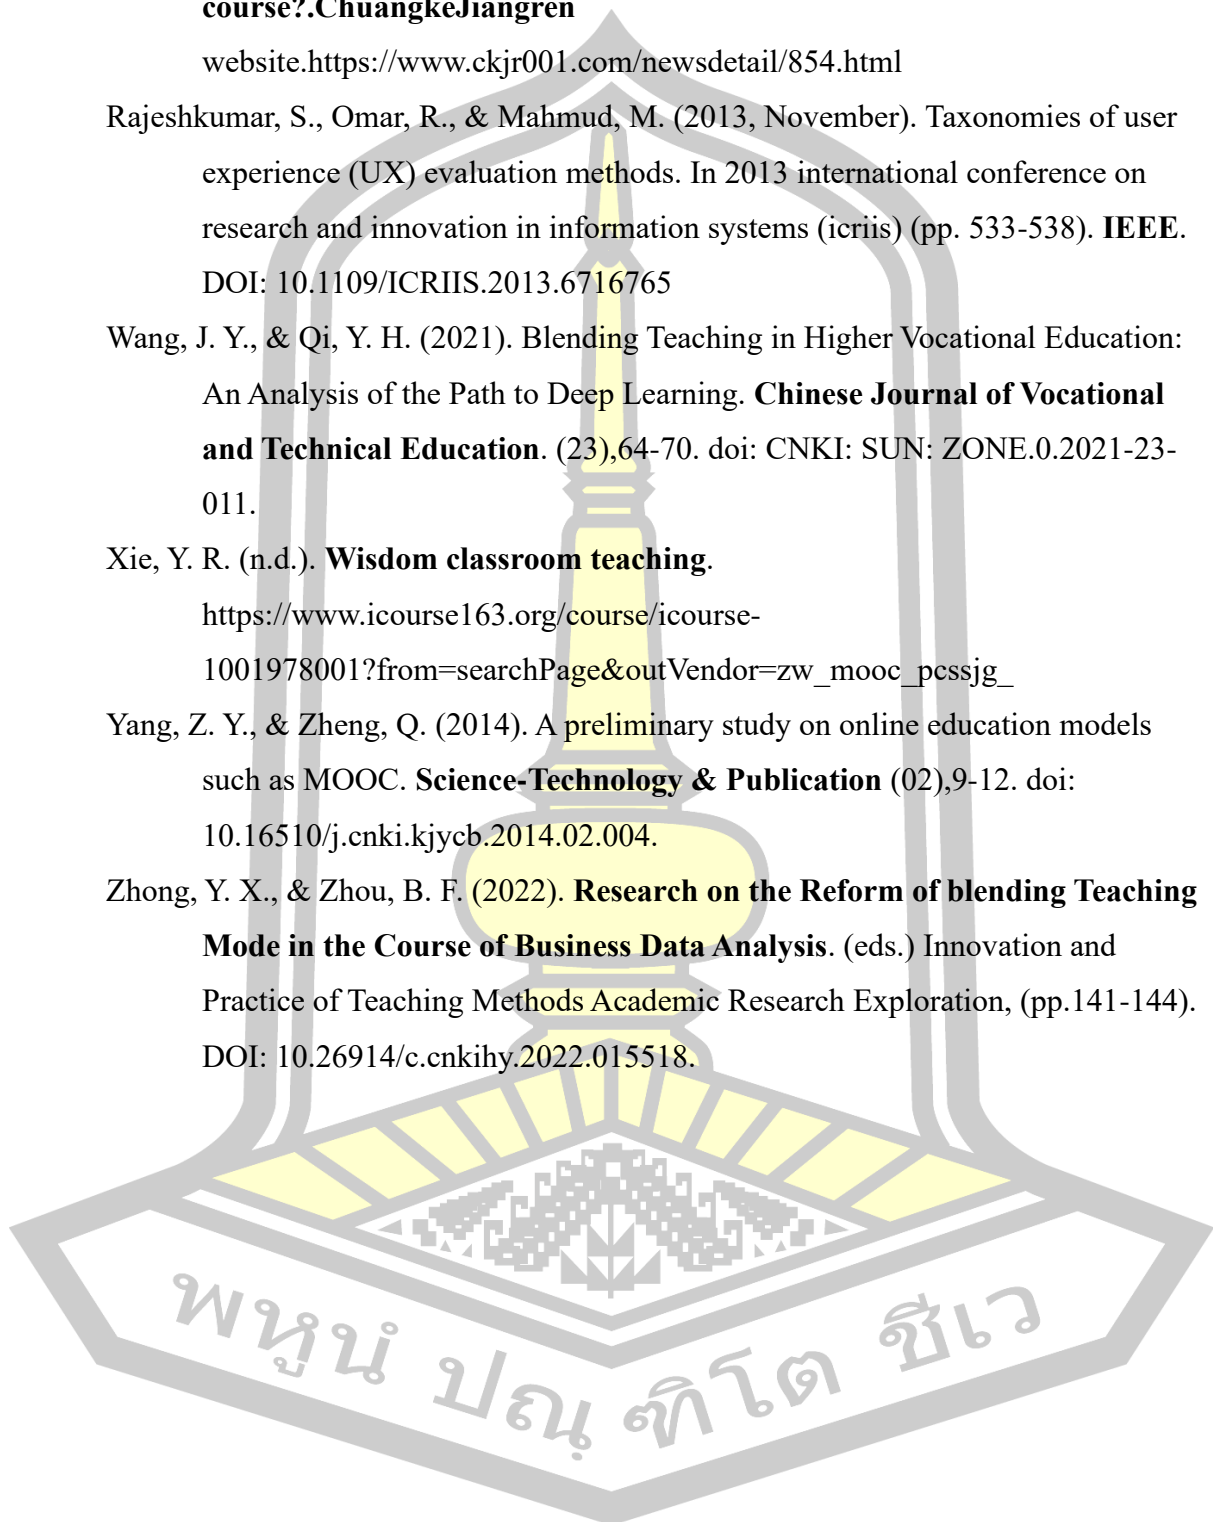 course?.ChuangkeJiangren
website.https://www.ckjr001.com/newsdetail/854.html
Rajeshkumar, S., Omar, R., & Mahmud, M. (2013, November). Taxonomies of user
experience (UX) evaluation methods. In 2013 international conference on
research and innovation in information systems (icriis) (pp. 533-538). IEEE.
DOI: 10.1109/ICRIIS.2013.6716765
Wang, J. Y., & Qi, Y. H. (2021). Blending Teaching in Higher Vocational Education:
An Analysis of the Path to Deep Learning. Chinese Journal of Vocational
and Technical Education. (23),64-70. doi: CNKI: SUN: ZONE.0.2021-23-
011.
Xie, Y. R. (n.d.). Wisdom classroom teaching.
https://www.icourse163.org/course/icourse-
1001978001?from=searchPage&outVendor=zw_mooc_pcssjg_
Yang, Z. Y., & Zheng, Q. (2014). A preliminary study on online education models
such as MOOC. Science-Technology & Publication (02),9-12. doi:
10.16510/j.cnki.kjycb.2014.02.004.
Zhong, Y. X., & Zhou, B. F. (2022). Research on the Reform of blending Teaching
Mode in the Course of Business Data Analysis. (eds.) Innovation and
Practice of Teaching Methods Academic Research Exploration, (pp.141-144).
DOI: 10.26914/c.cnkihy.2022.015518.
พหูนํ ปณฺ ฑิโต ชีเว